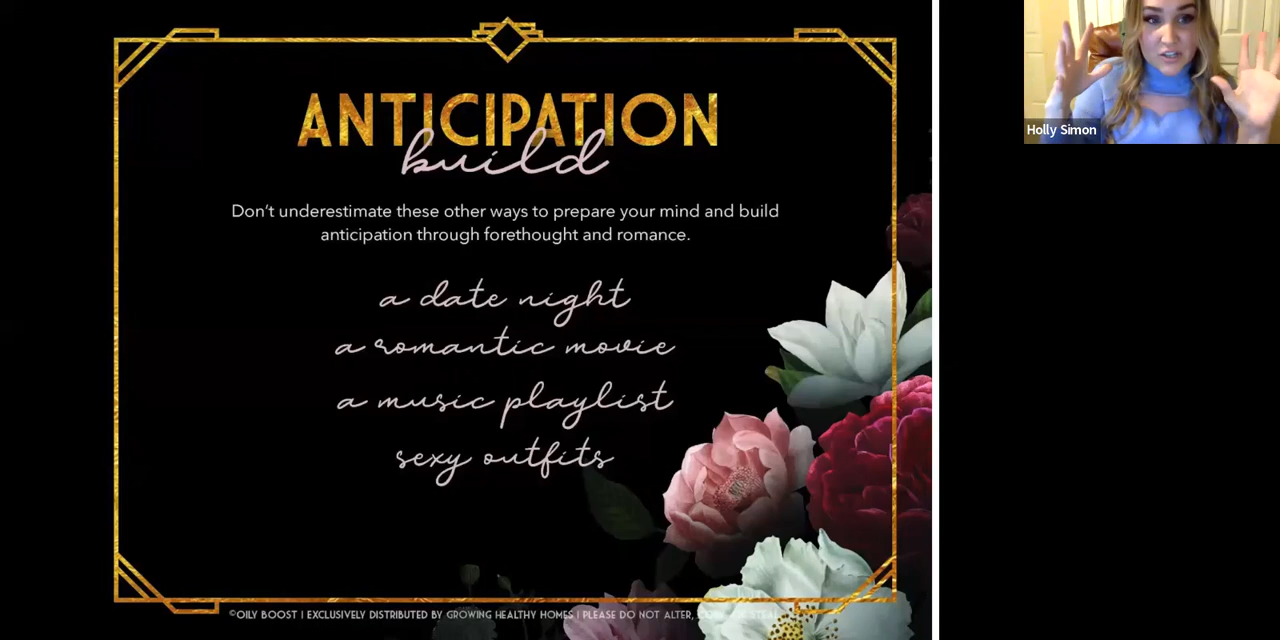 ANTICIPATION
build
Don't underestimate these other ways to prepare your mind and build
anticipation through forethought and romance.
a date night
a romantic movie
a music playlist
sexy outfits
©OILY BOOST | EXCLUSIVELY DISTRIBUTED BY GROWING HEALTHY HOMES | PLEASE DO NOT ALTER,
Holly Simon